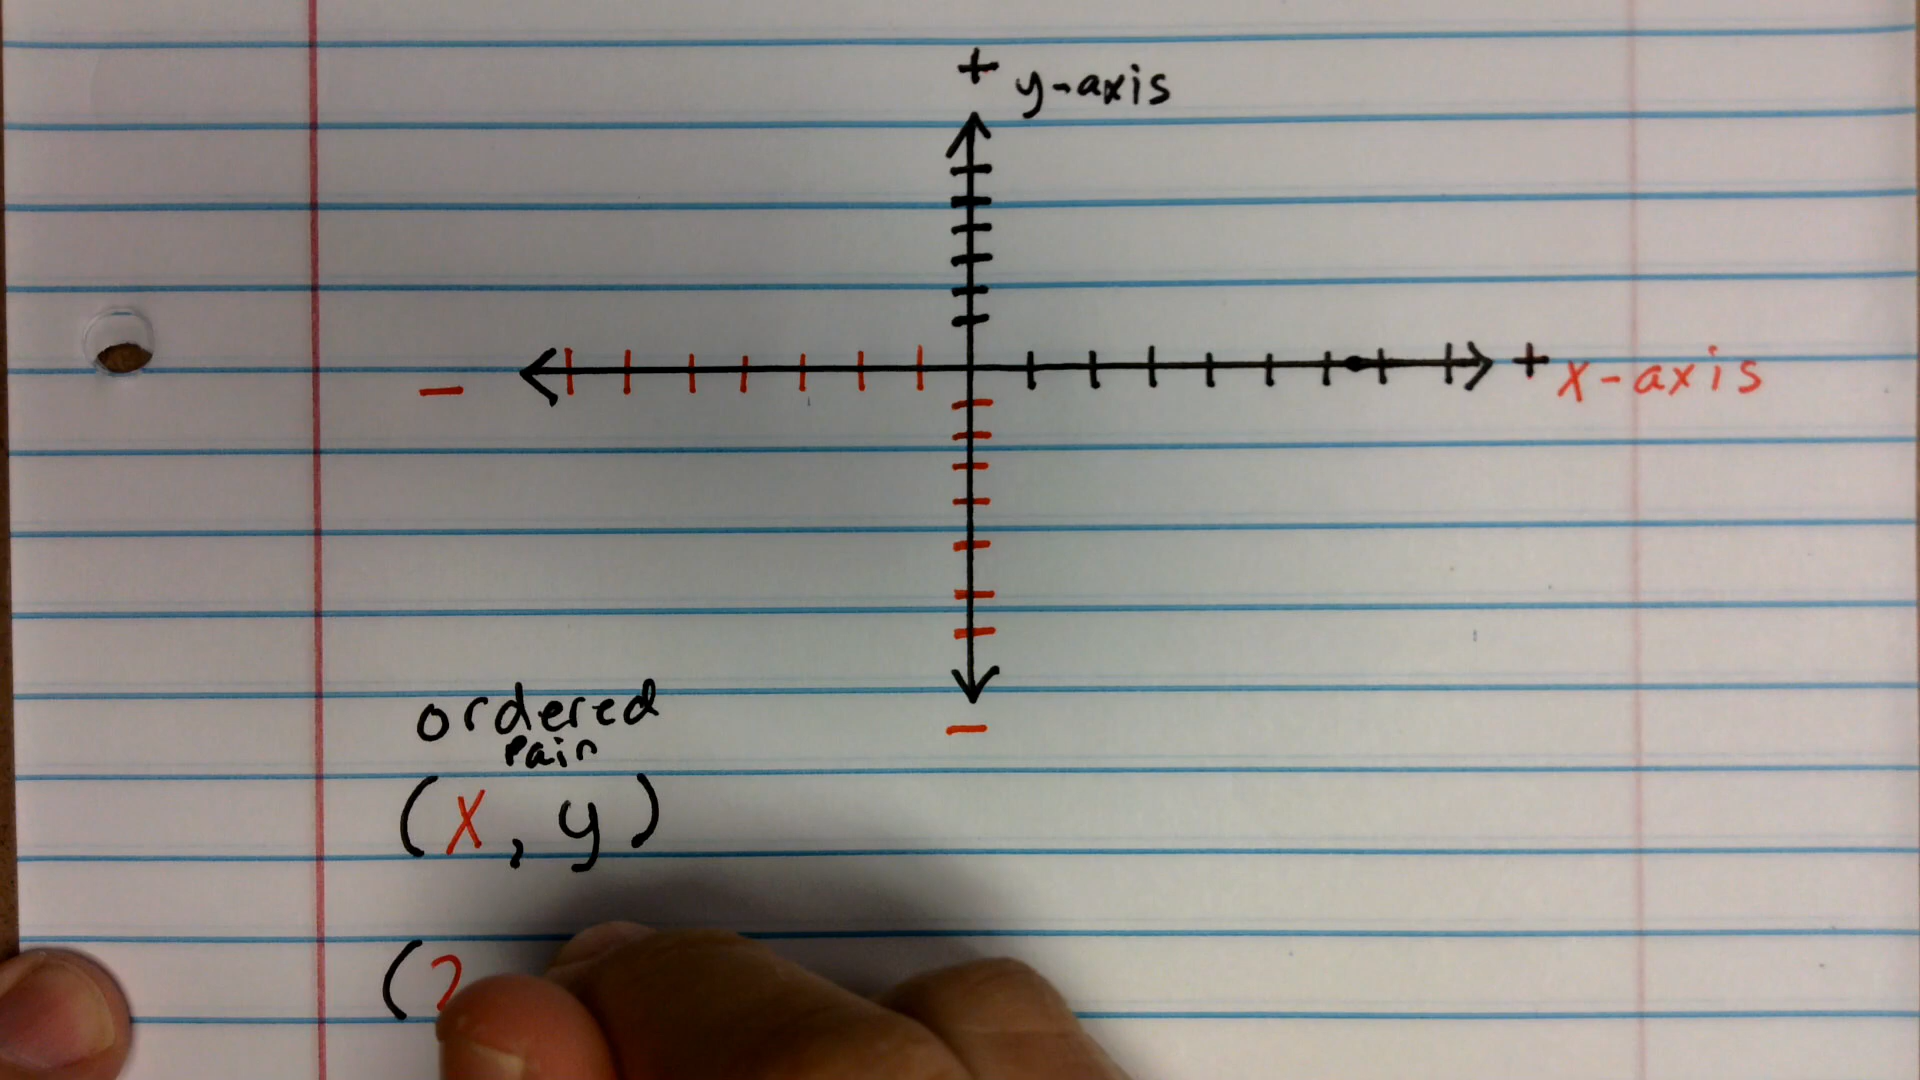 + y-axis
− + x-axis
−
ordered
pair
(x, y)
(2